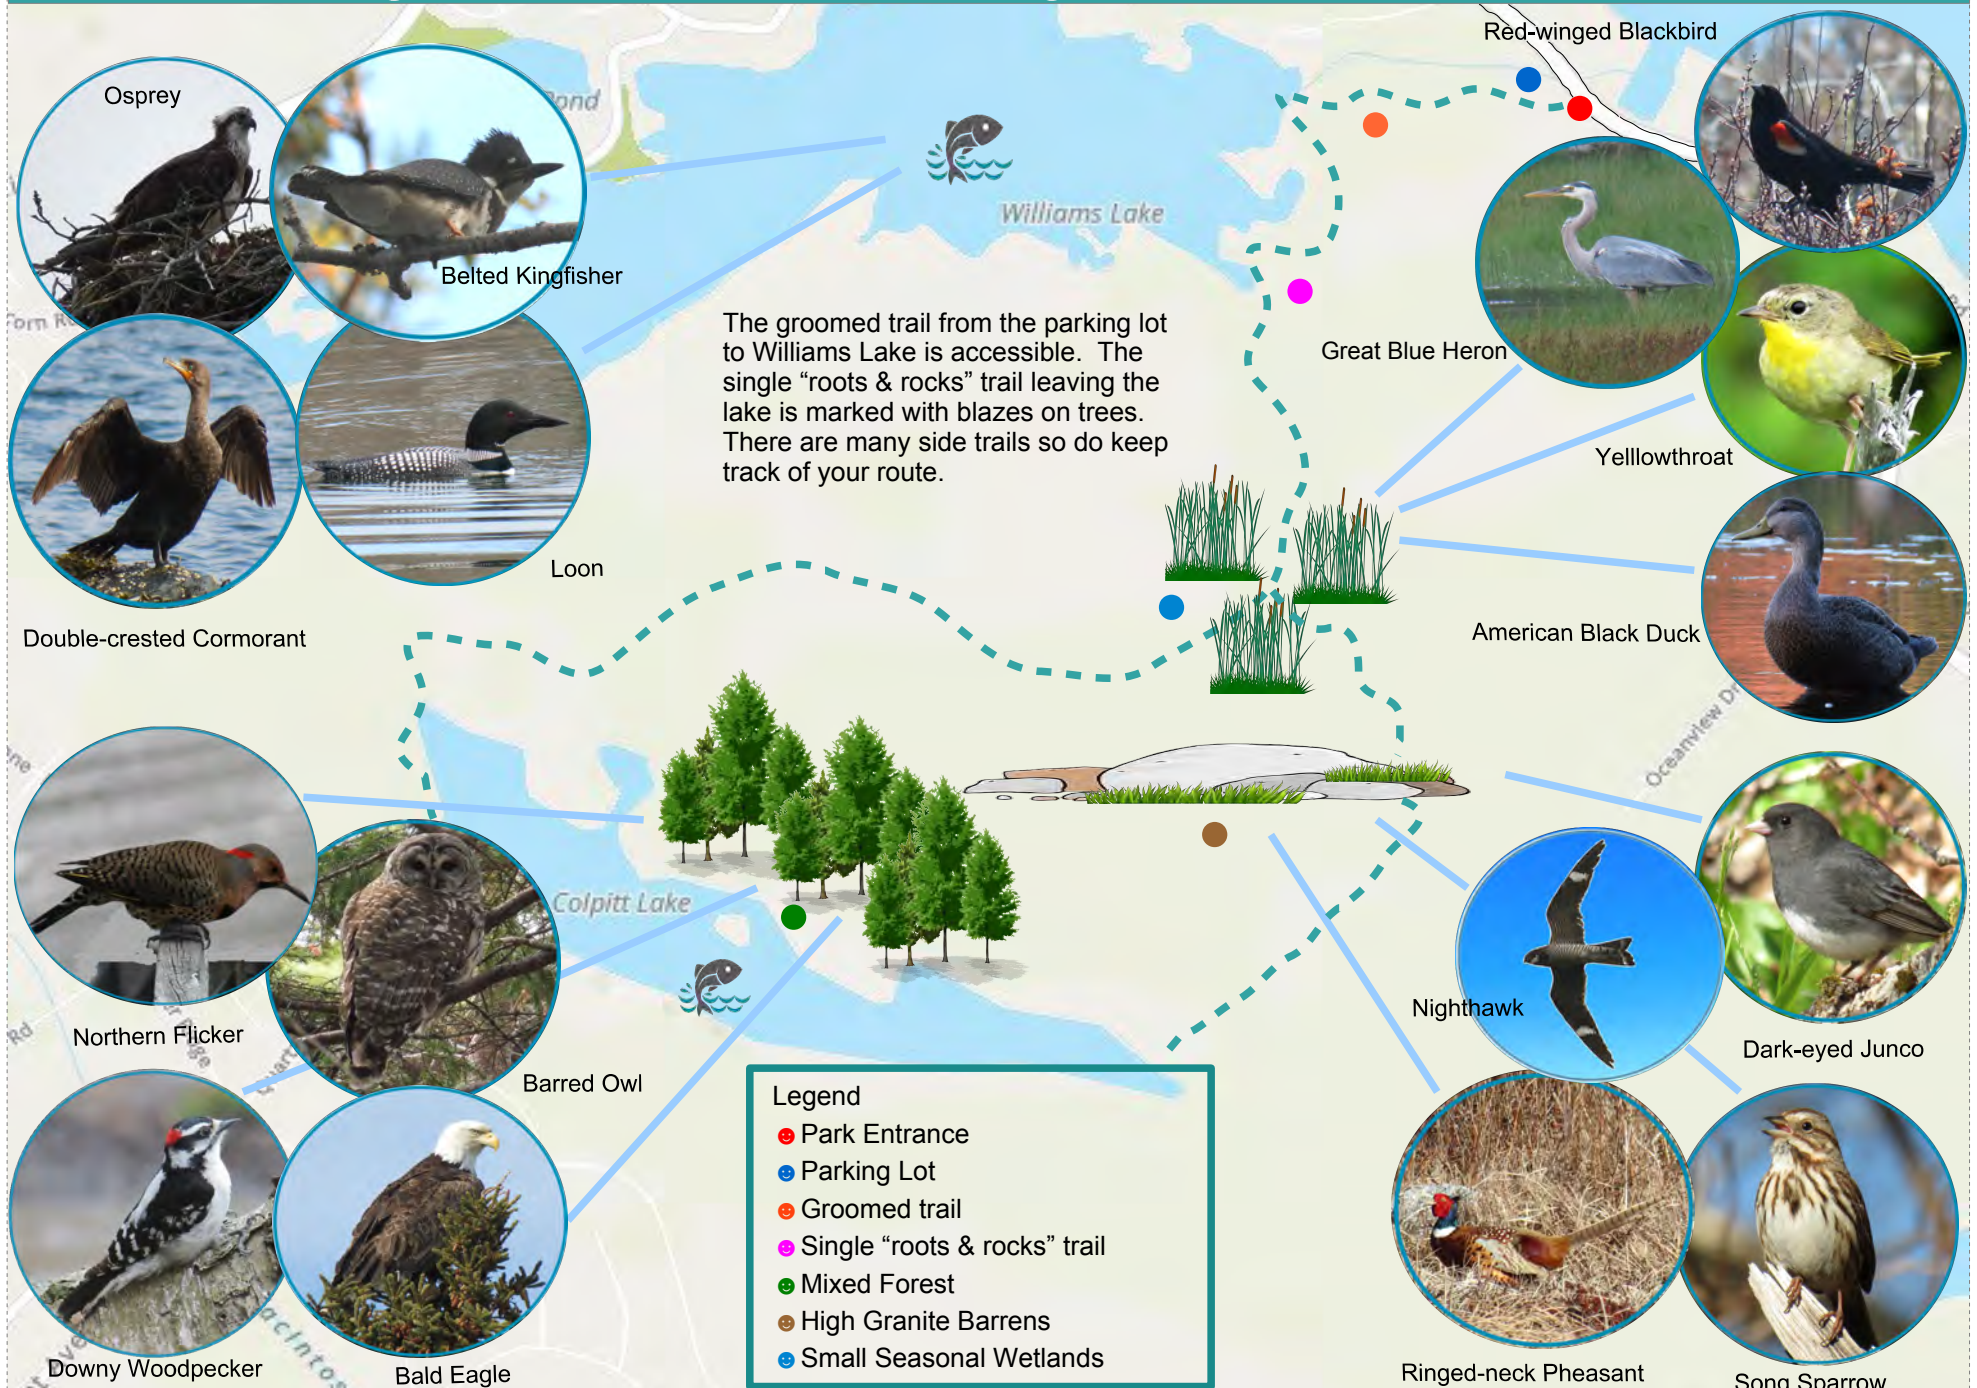 Red-winged Blackbird
Osprey
Pond
Belted Kingfisher
Williams Lake
The groomed trail from the parking lot
to Williams Lake is accessible. The
single “roots & rocks” trail leaving the
lake is marked with blazes on trees.
There are many side trails so do keep
track of your route.
Great Blue Heron
Yelllowthroat
Loon
Double-crested Cormorant
American Black Duck
Oceanview Dr
Colpitt Lake
Northern Flicker
Rd
Barred Owl
Nighthawk
Dark-eyed Junco
Downy Woodpecker
Bald Eagle
Legend
Park Entrance
Parking Lot
Groomed trail
Single “roots & rocks” trail
Mixed Forest
High Granite Barrens
Small Seasonal Wetlands
Ringed-neck Pheasant
Song Sparrow